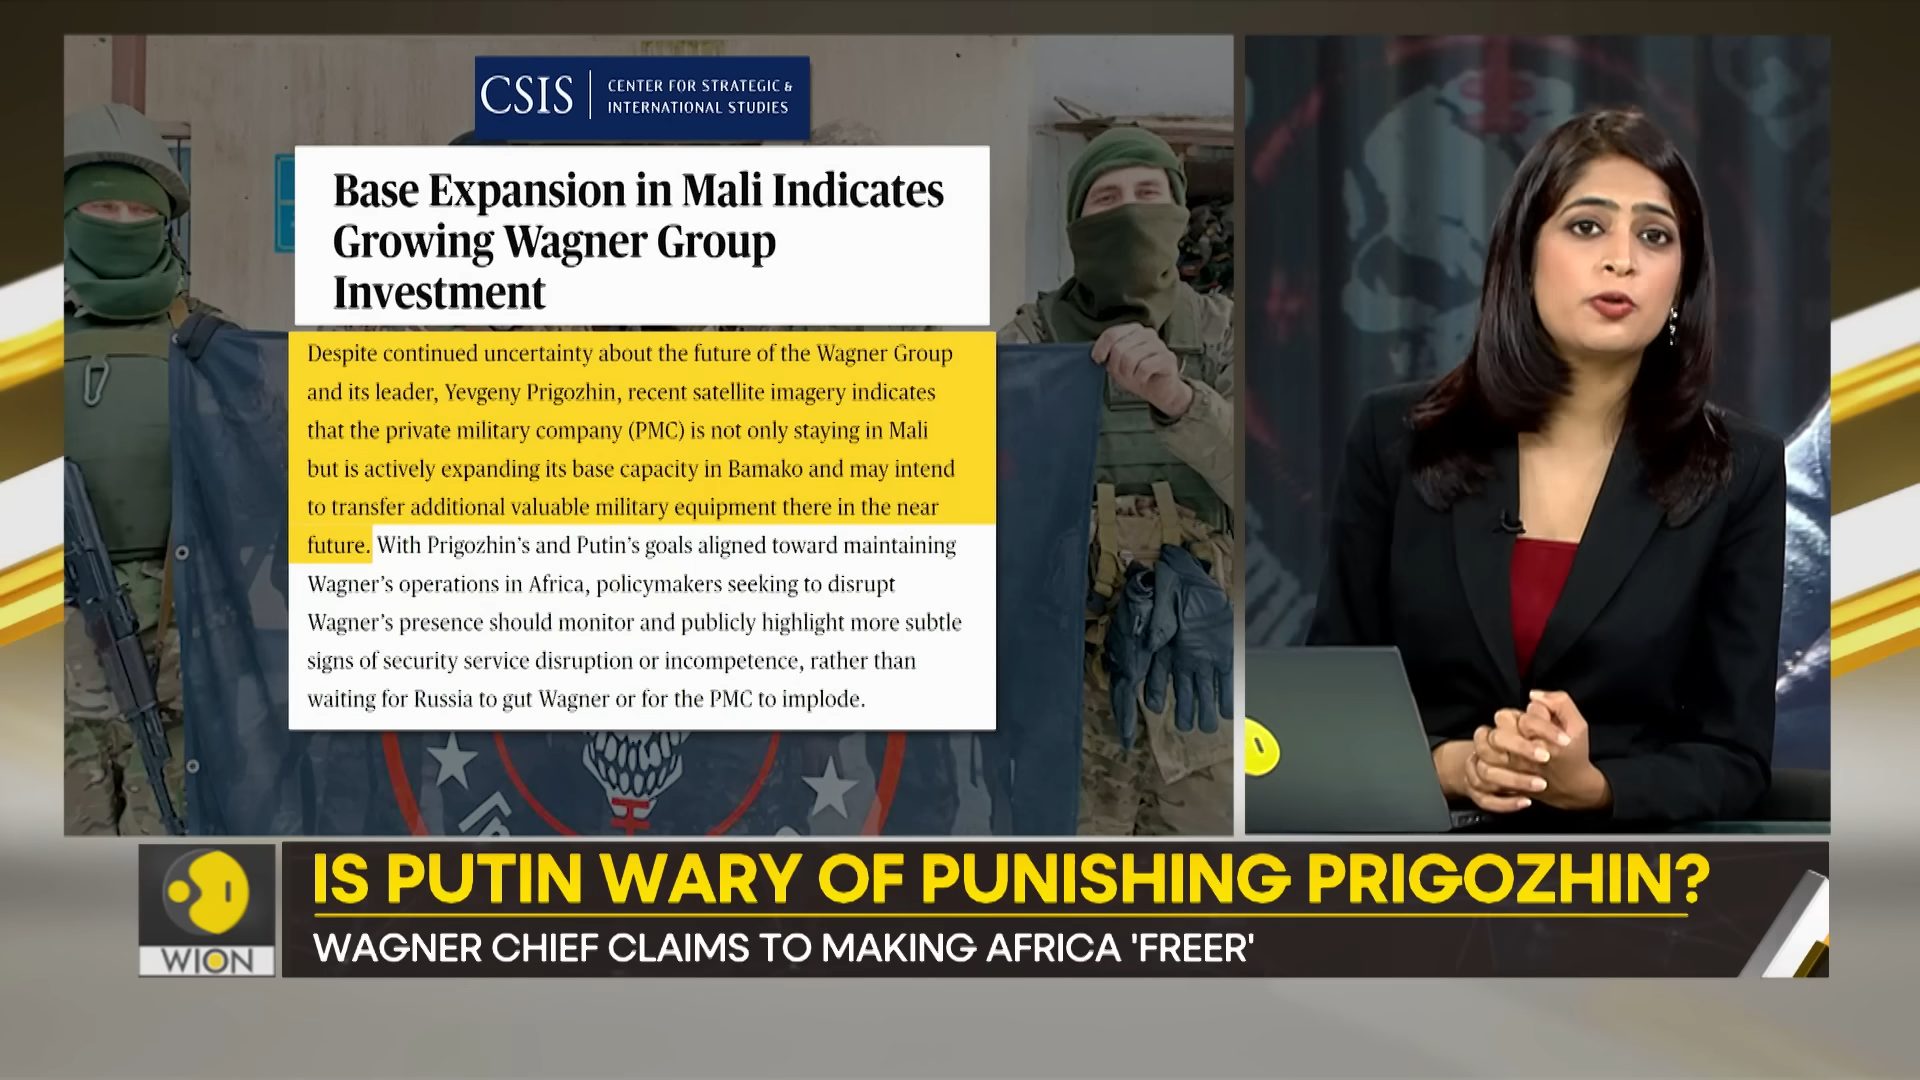 CSIS
CENTER FOR STRATEGIC &
INTERNATIONAL STUDIES
Base Expansion in Mali Indicates
Growing Wagner Group
Investment
Despite continued uncertainty about the future of the Wagner Group
and its leader, Yevgeny Prigozhin, recent satellite imagery indicates
that the private military company (PMC) is not only staying in Mali
but is actively expanding its base capacity in Bamako and may intend
to transfer additional valuable military equipment there in the near
future. With Prigozhin's and Putin's goals aligned toward maintaining
Wagner's operations in Africa, policymakers seeking to disrupt
Wagner's presence should monitor and publicly highlight more subtle
signs of security service disruption or incompetence, rather than
waiting for Russia to gut Wagner or for the PMC to implode.
IS PUTIN WARY OF PUNISHING PRIGOZHIN?
WAGNER CHIEF CLAIMS TO MAKING AFRICA 'FREER'
WION